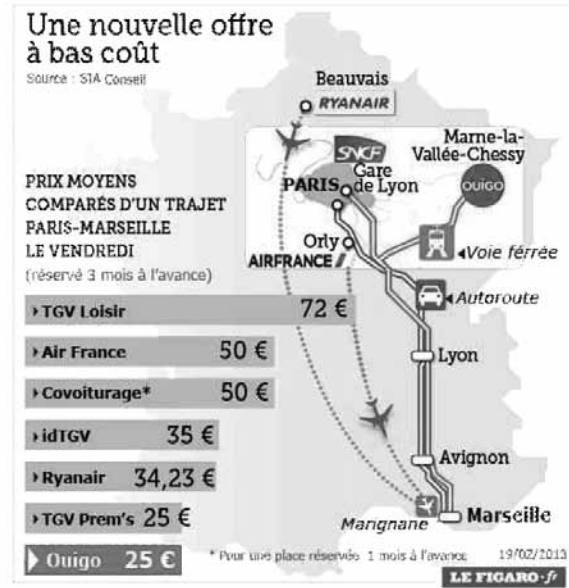 Une nouvelle offre
à bas coût
Source : SIA Conseil
Beauvais
RYANAIR
SNCF
Marne-la-
Vallée-Chessy
OUIGO
PARIS
Gare
de Lyon
Orly
AIRFRANCE
Voie férrée
Autoroute
Lyon
Avignon
Marignane
Marseille
PRIX MOYENS
COMPARÉS D'UN TRAJET
PARIS-MARSEILLE
LE VENDREDI
(réservé 3 mois à l'avance)
TGV Loisir 72 €
Air France 50 €
Covoiturage* 50 €
idTGV 35 €
Ryanair 34,23 €
TGV Prem's 25 €
Ouigo 25 €
* Pour une place réservée 1 mois à l'avance
19/02/2013
LE FIGARO·fr